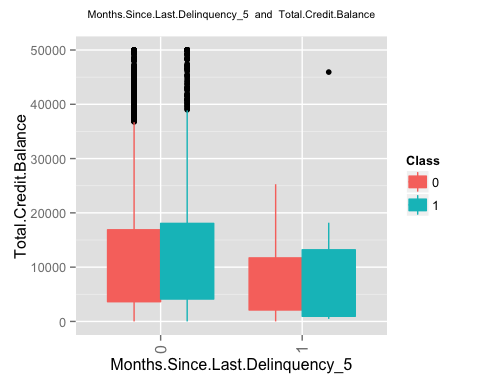 Months.Since.Last.Delinquency_5 and Total.Credit.Balance
50000
40000
30000
20000
10000
0
Total.Credit.Balance
0
1
Months.Since.Last.Delinquency_5
Class
0
1